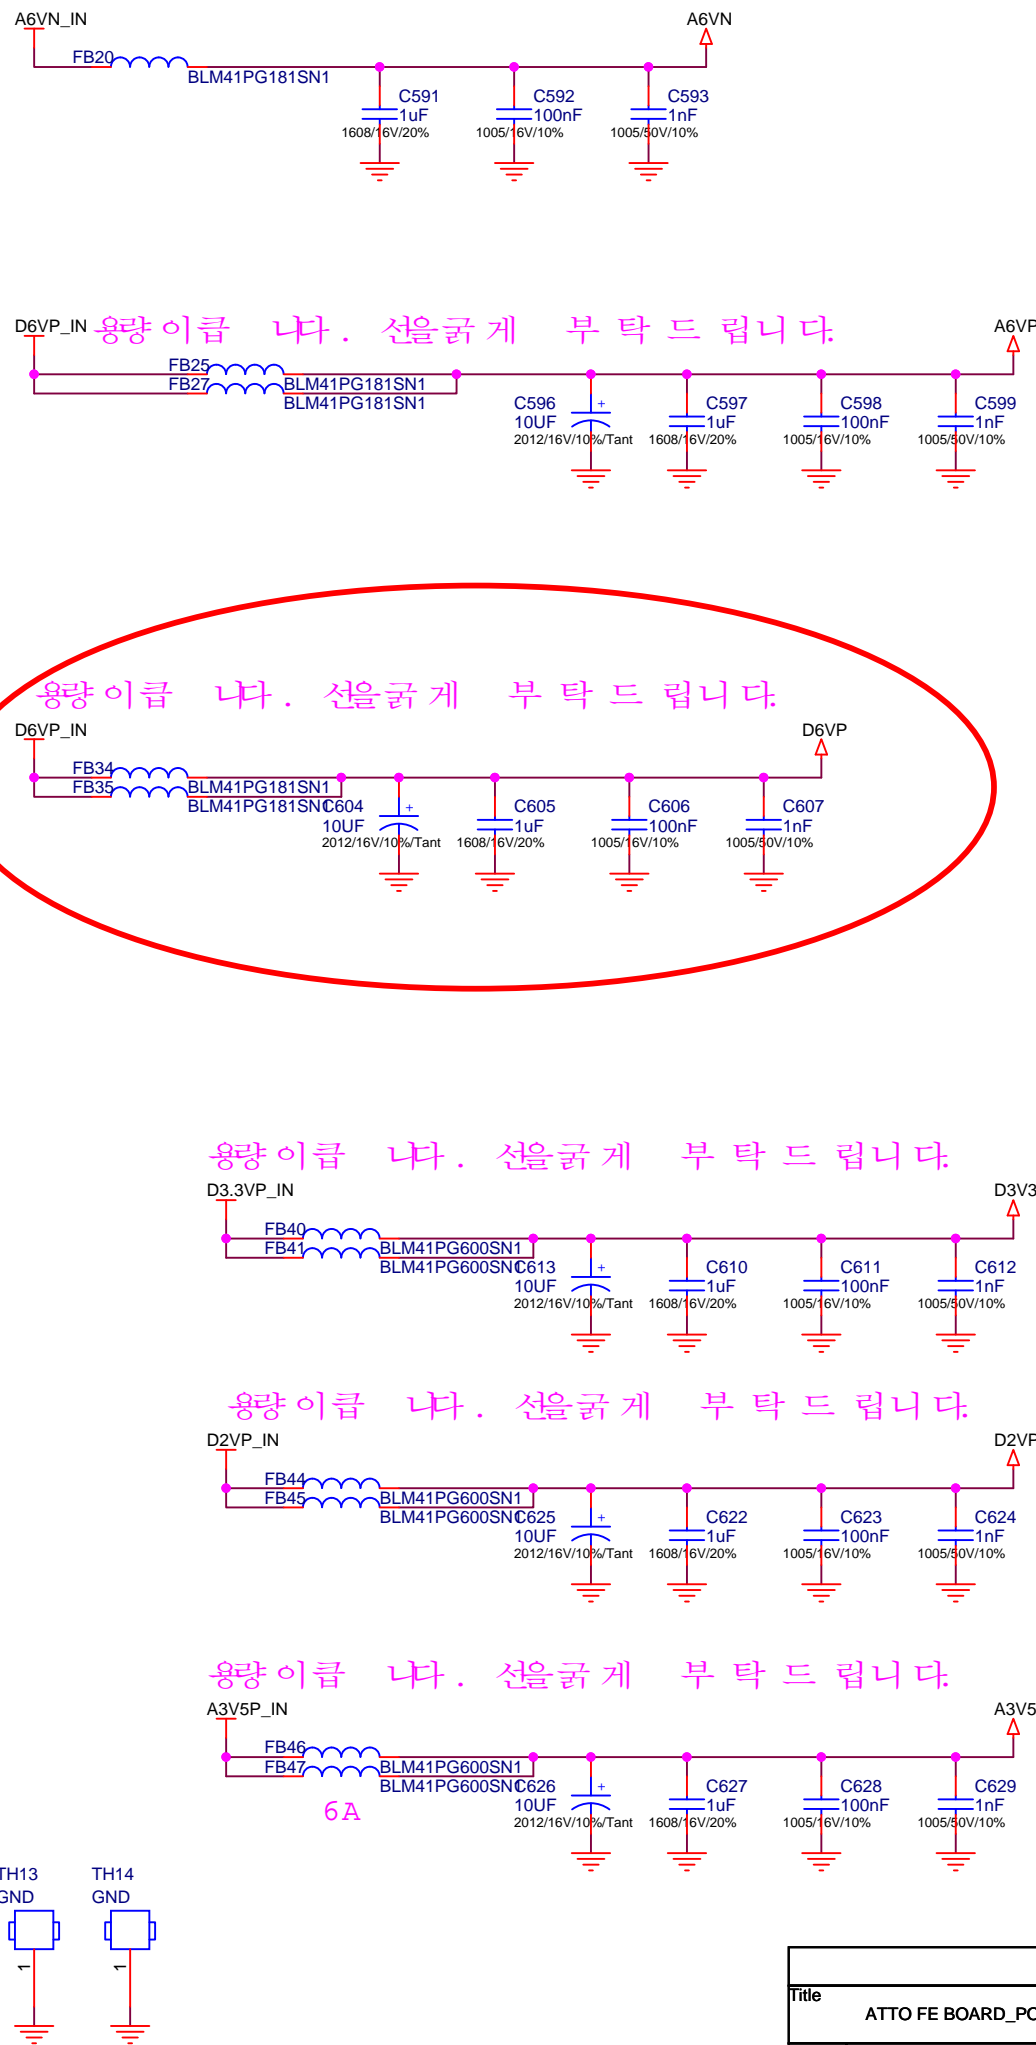 A6VN_IN
A6VN
FB20
BLM41PG181SN1
C591
1uF
1608/16V/20%
C592
100nF
1005/16V/10%
C593
1nF
1005/50V/10%
용량이큽니다. 선을굵게 부탁드립니다.
D6VP_IN
A6VP
FB25
BLM41PG181SN1
FB27
BLM41PG181SN1
C596
10UF
2012/16V/10%/Tant
C597
1uF
1608/16V/20%
C598
100nF
1005/16V/10%
C599
1nF
1005/50V/10%
용량이큽니다. 선을굵게 부탁드립니다.
D6VP_IN
D6VP
FB34
BLM41PG181SN1
FB35
BLM41PG181SN1
C604
10UF
2012/16V/10%/Tant
C605
1uF
1608/16V/20%
C606
100nF
1005/16V/10%
C607
1nF
1005/50V/10%
용량이큽니다. 선을굵게 부탁드립니다.
D3.3VP_IN
D3V3
FB40
BLM41PG600SN1
FB41
BLM41PG600SN1
C613
10UF
2012/16V/10%/Tant
C610
1uF
1608/16V/20%
C611
100nF
1005/16V/10%
C612
1nF
1005/50V/10%
용량이큽니다. 선을굵게 부탁드립니다.
D2VP_IN
D2VP
FB44
BLM41PG600SN1
FB45
BLM41PG600SN1
C625
10UF
2012/16V/10%/Tant
C622
1uF
1608/16V/20%
C623
100nF
1005/16V/10%
C624
1nF
1005/50V/10%
용량이큽니다. 선을굵게 부탁드립니다.
A3V5P_IN
A3V5
FB46
BLM41PG600SN1
FB47
BLM41PG600SN1
6A
C626
10UF
2012/16V/10%/Tant
C627
1uF
1608/16V/20%
C628
100nF
1005/16V/10%
C629
1nF
1005/50V/10%
TH13
GND
1
TH14
GND
1
Title
ATTO FE BOARD_PO